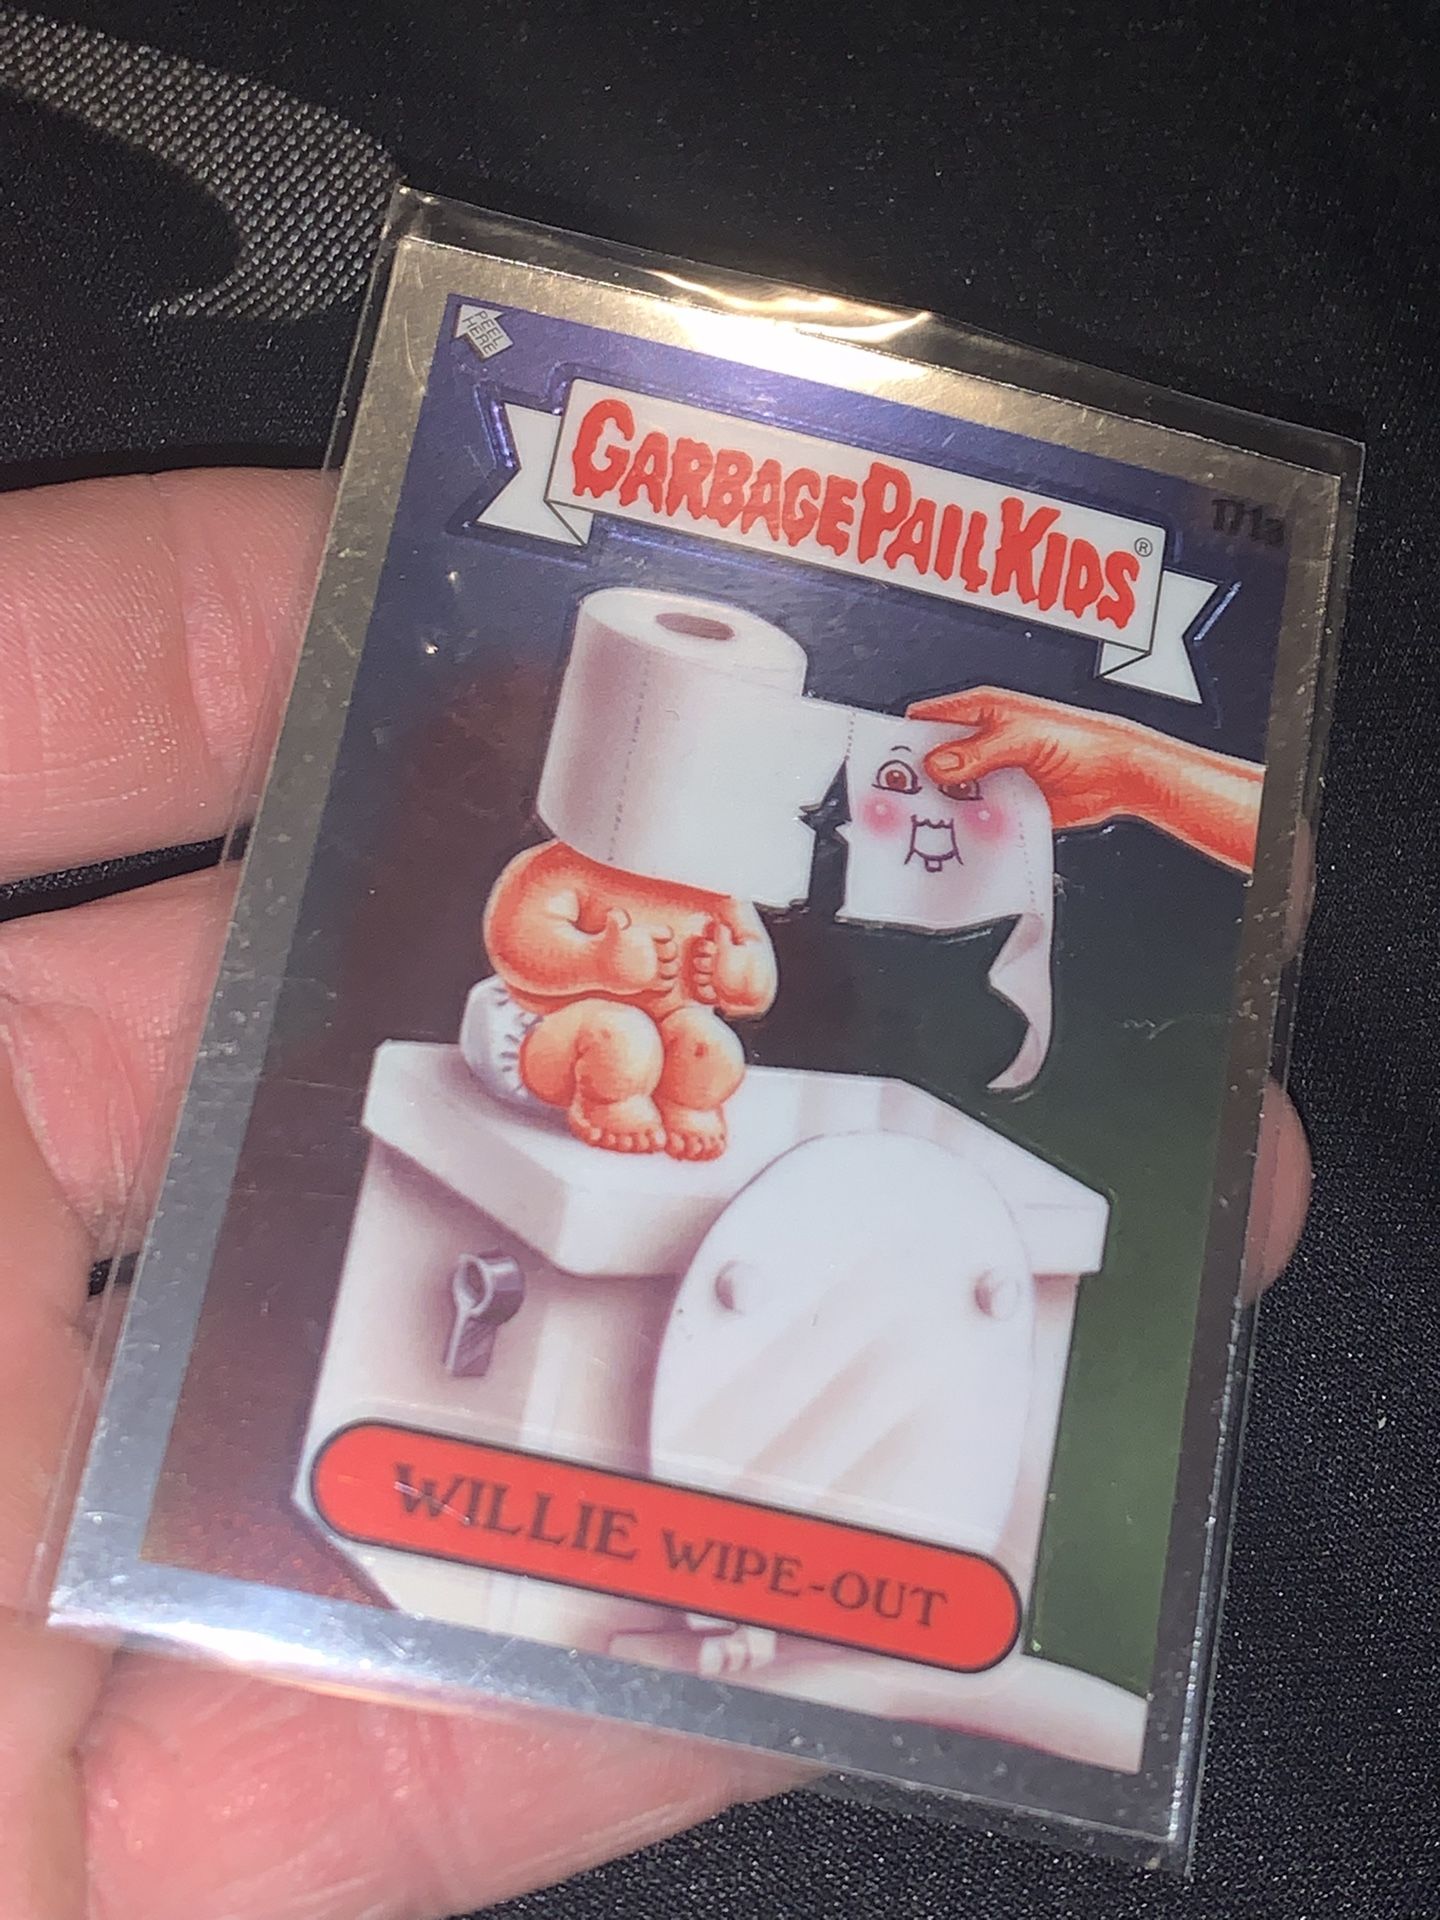 PEEL
HERE
GARBAGE PAIL KIDS®
171a
WILLIE WIPE-OUT